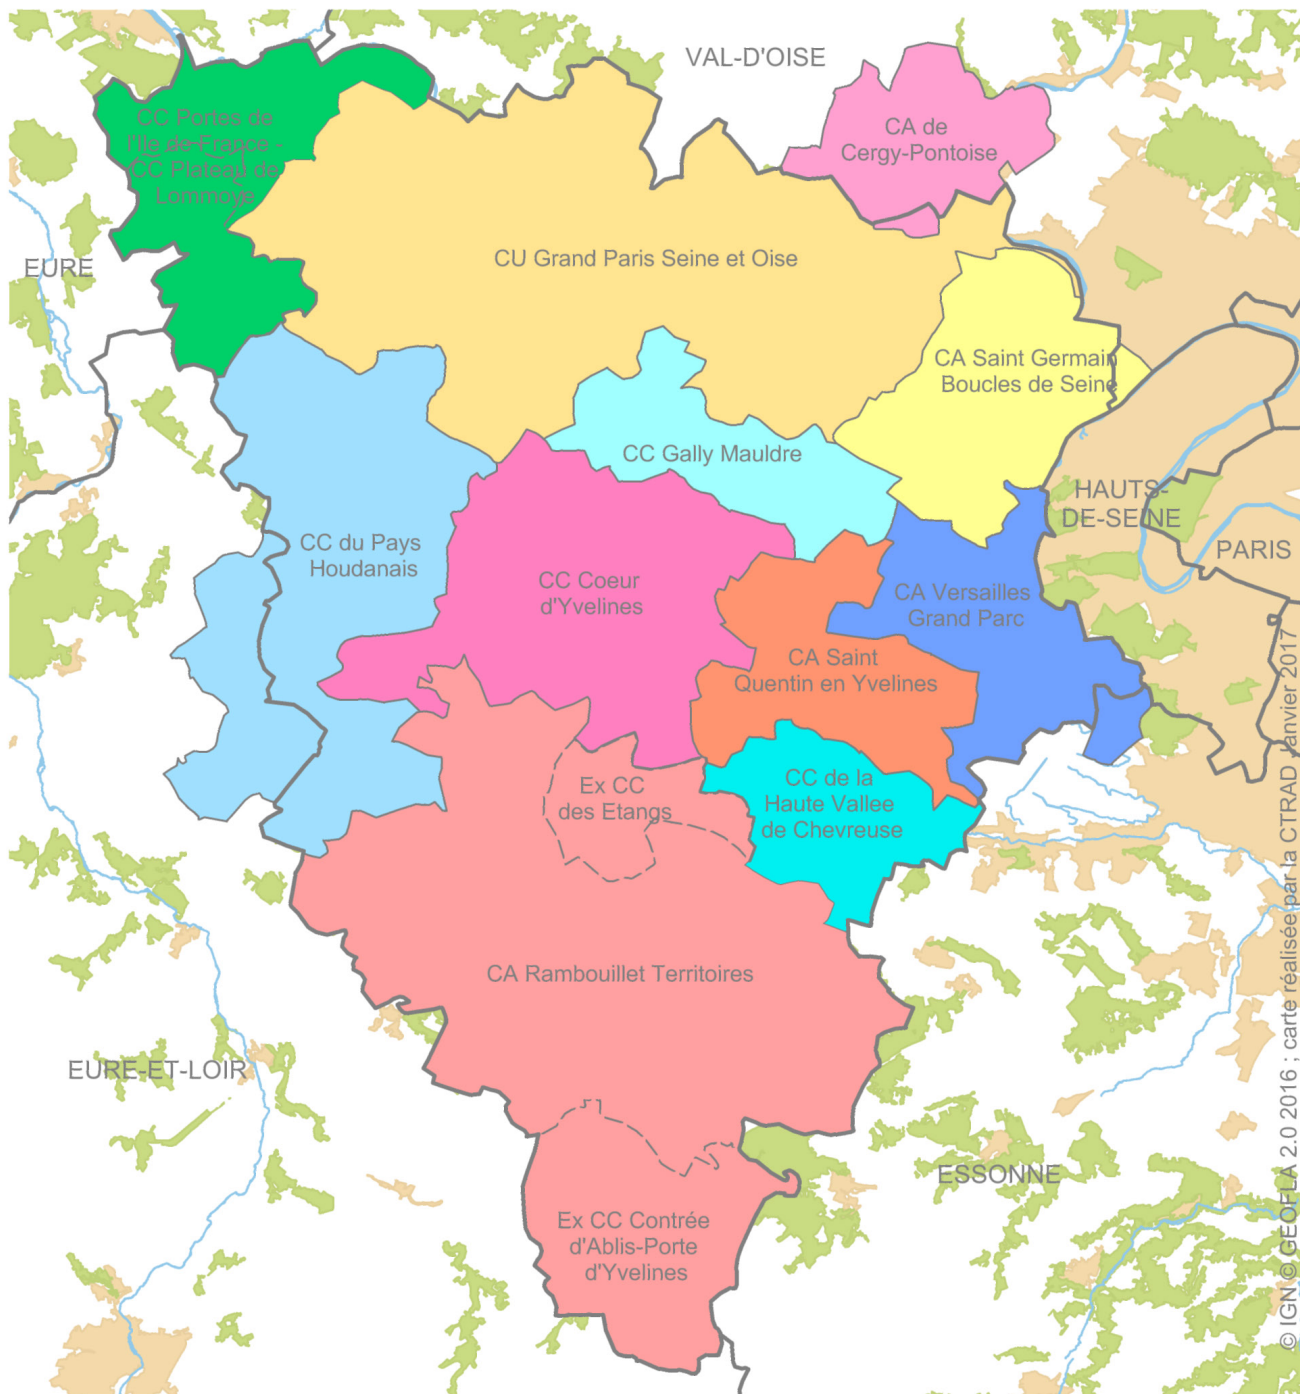 VAL-D'OISE
CC Portes de
l'Ile de France -
CC Plateau de
Lommoye
CA de
Cergy-Pontoise
EURE
CU Grand Paris Seine et Oise
CA Saint Germain
Boucles de Seine
CC Gally Mauldre
HAUTS-
DE-SEINE
PARIS
CC du Pays
Houdanais
CC Coeur
d'Yvelines
CA Versailles
Grand Parc
CA Saint
Quentin en Yvelines
Ex CC
des Etangs
CC de la
Haute Vallee
de Chevreuse
CA Rambouillet Territoires
EURE-ET-LOIR
ESSONNE
Ex CC Contrée
d'Ablis-Porte
d'Yvelines
© IGN © GEOFLA 2.0 2016 ; carte réalisée par la CTRAD, janvier 2017